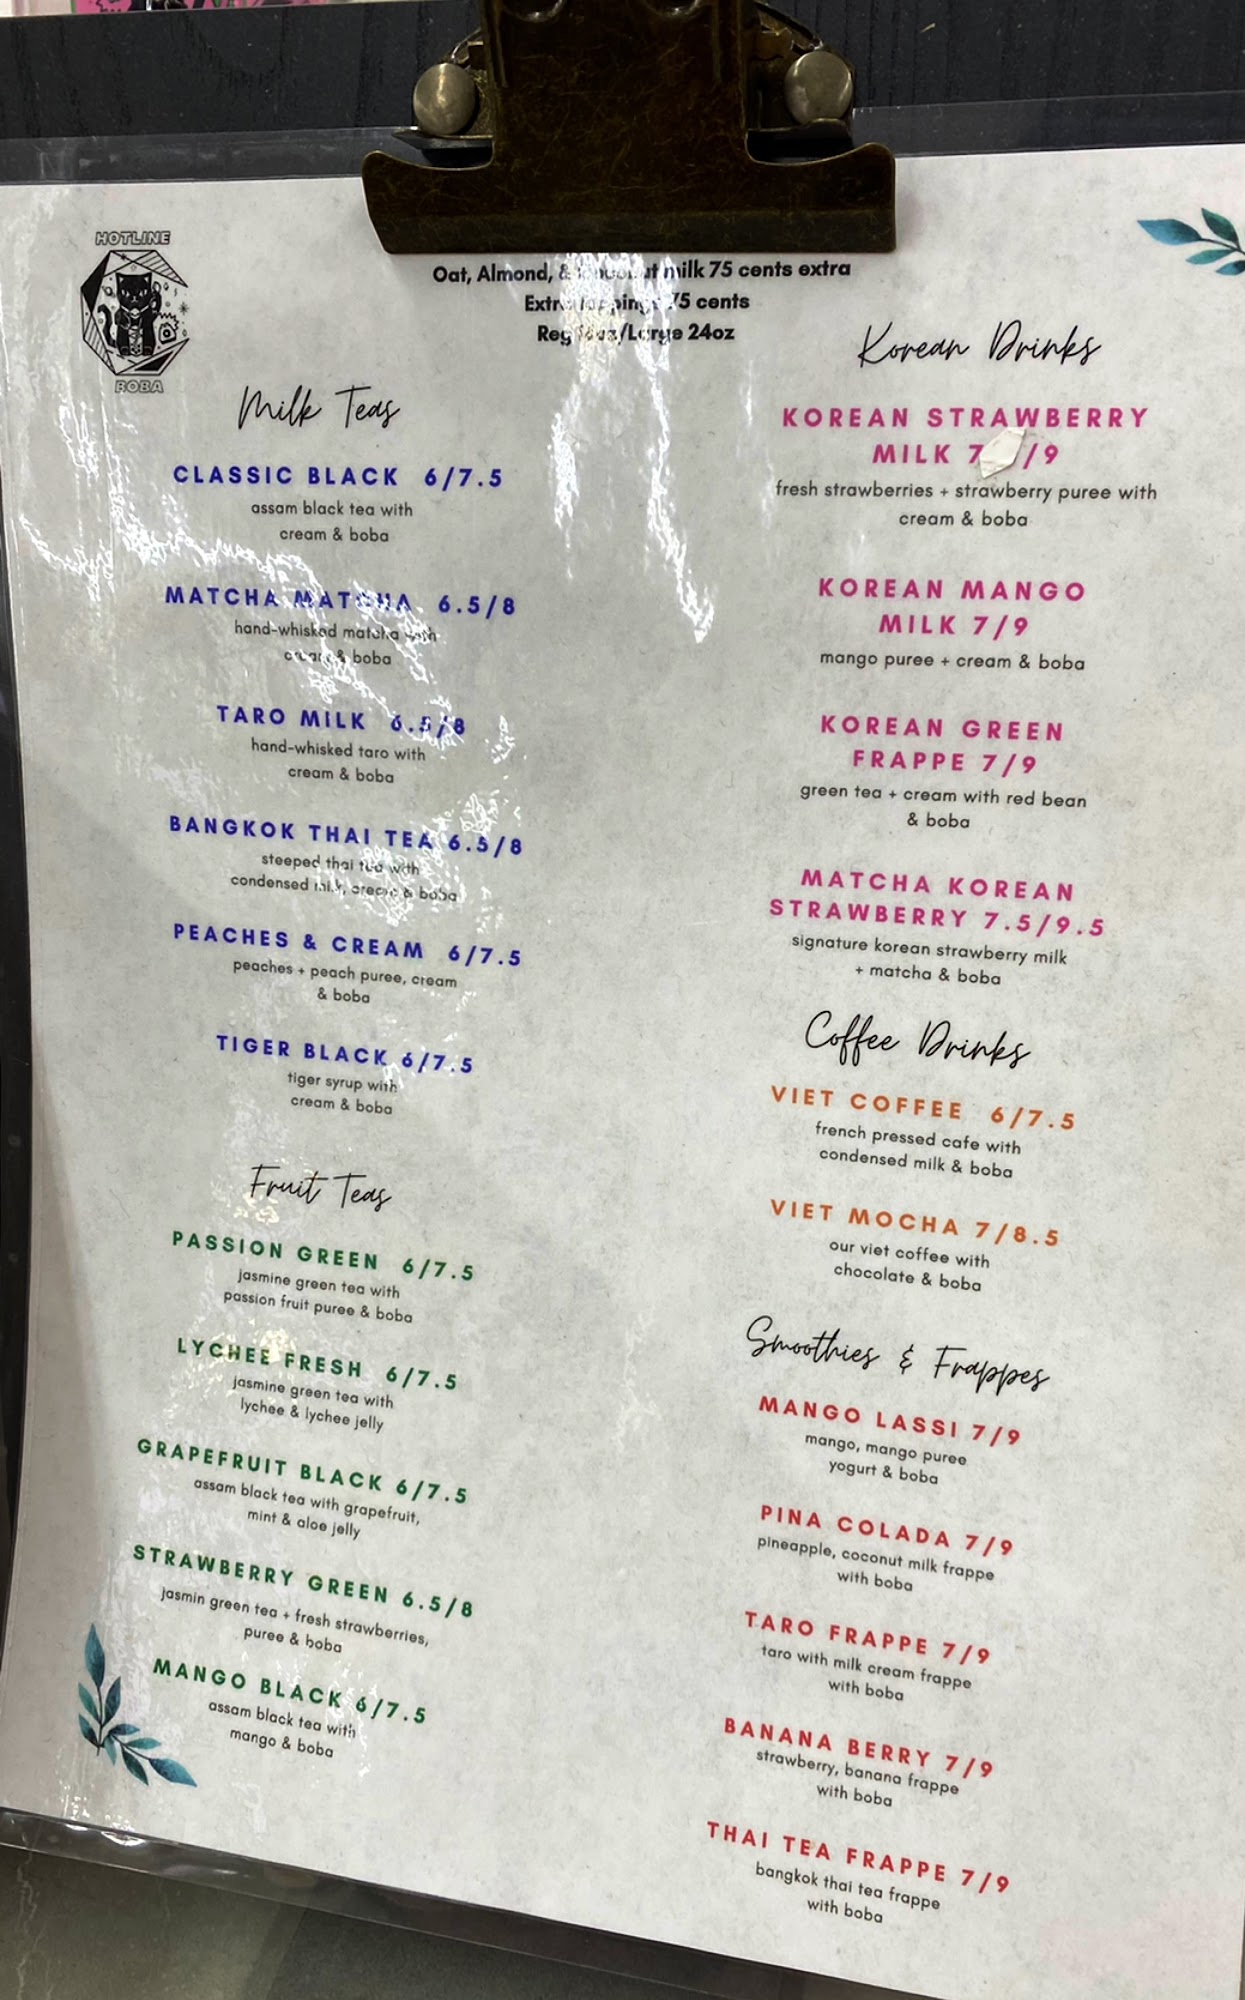 HOTLINE
BOBA
Oat, Almond, & milk 75 cents extra
Extra toppings 75 cents
Reg 16oz/Large 24oz
Milk Teas
CLASSIC BLACK 6/7.5
assam black tea with
cream & boba
MATCHA MATCHA 6.5/8
hand-whisked matcha with
cream & boba
TARO MILK 6.5/8
hand-whisked taro with
cream & boba
BANGKOK THAI TEA 6.5/8
steeped thai tea with
condensed milk, cream & boba
PEACHES & CREAM 6/7.5
peaches + peach puree, cream
& boba
TIGER BLACK 6/7.5
tiger syrup with
cream & boba
Fruit Teas
PASSION GREEN 6/7.5
jasmine green tea with
passion fruit puree & boba
LYCHEE FRESH 6/7.5
jasmine green tea with
lychee & lychee jelly
GRAPEFRUIT BLACK 6/7.5
assam black tea with grapefruit,
mint & aloe jelly
STRAWBERRY GREEN 6.5/8
jasmin green tea + fresh strawberries,
puree & boba
MANGO BLACK 6/7.5
assam black tea with
mango & boba
Korean Drinks
KOREAN STRAWBERRY
MILK 7 /9
fresh strawberries + strawberry puree with
cream & boba
KOREAN MANGO
MILK 7/9
mango puree + cream & boba
KOREAN GREEN
FRAPPE 7/9
green tea + cream with red bean
& boba
MATCHA KOREAN
STRAWBERRY 7.5/9.5
signature korean strawberry milk
+ matcha & boba
Coffee Drinks
VIET COFFEE 6/7.5
french pressed cafe with
condensed milk & boba
VIET MOCHA 7/8.5
our viet coffee with
chocolate & boba
Smoothies & Frappes
MANGO LASSI 7/9
mango, mango puree
yogurt & boba
PINA COLADA 7/9
pineapple, coconut milk frappe
with boba
TARO FRAPPE 7/9
taro with milk cream frappe
with boba
BANANA BERRY 7/9
strawberry, banana frappe
with boba
THAI TEA FRAPPE 7/9
bangkok thai tea frappe
with boba